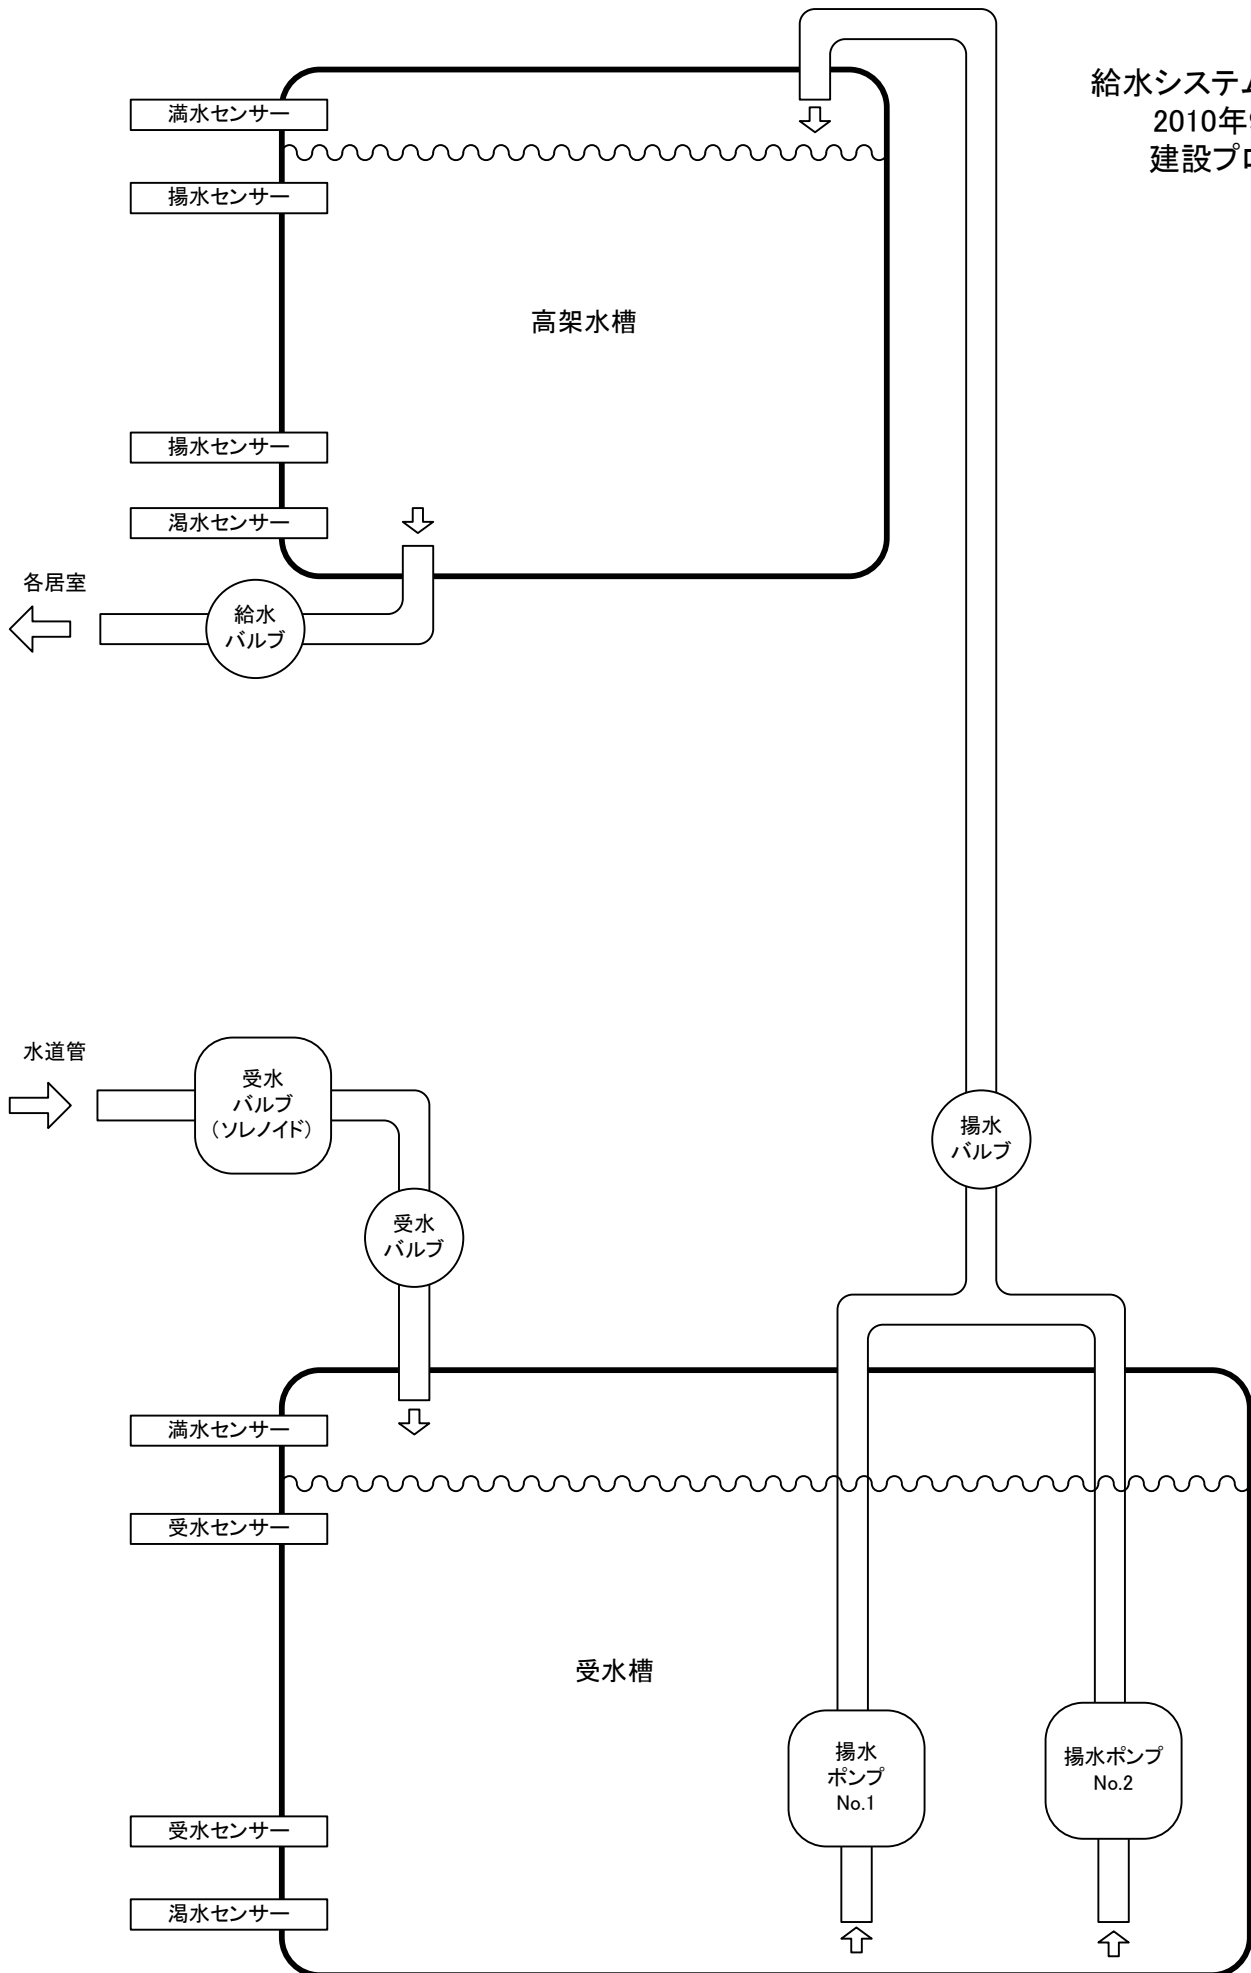 給水システム
2010年
建設プロ
満水センサー
揚水センサー
高架水槽
揚水センサー
渇水センサー
各居室
給水
バルブ
水道管
受水
バルブ
(ソレノイド)
揚水
バルブ
受水
バルブ
満水センサー
受水センサー
受水槽
揚水
ポンプ
No.1
揚水ポンプ
No.2
受水センサー
渇水センサー